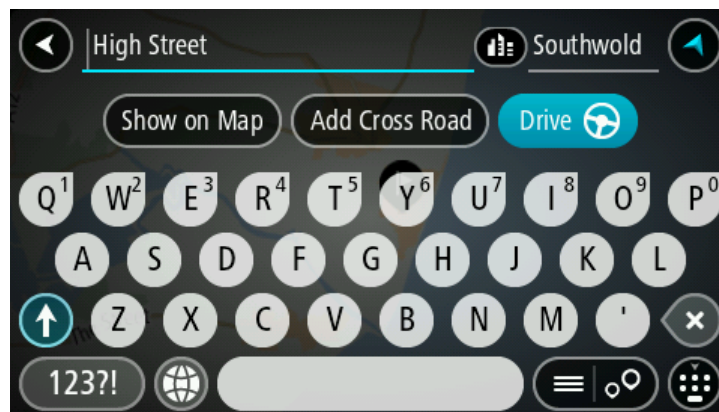 High Street Southwold
Show on Map Add Cross Road Drive
Q1 W2 E3 R4 T5 Y6 U7 I8 O9 P0
A S D F G H J K L
Z X C V B N M '
123?!